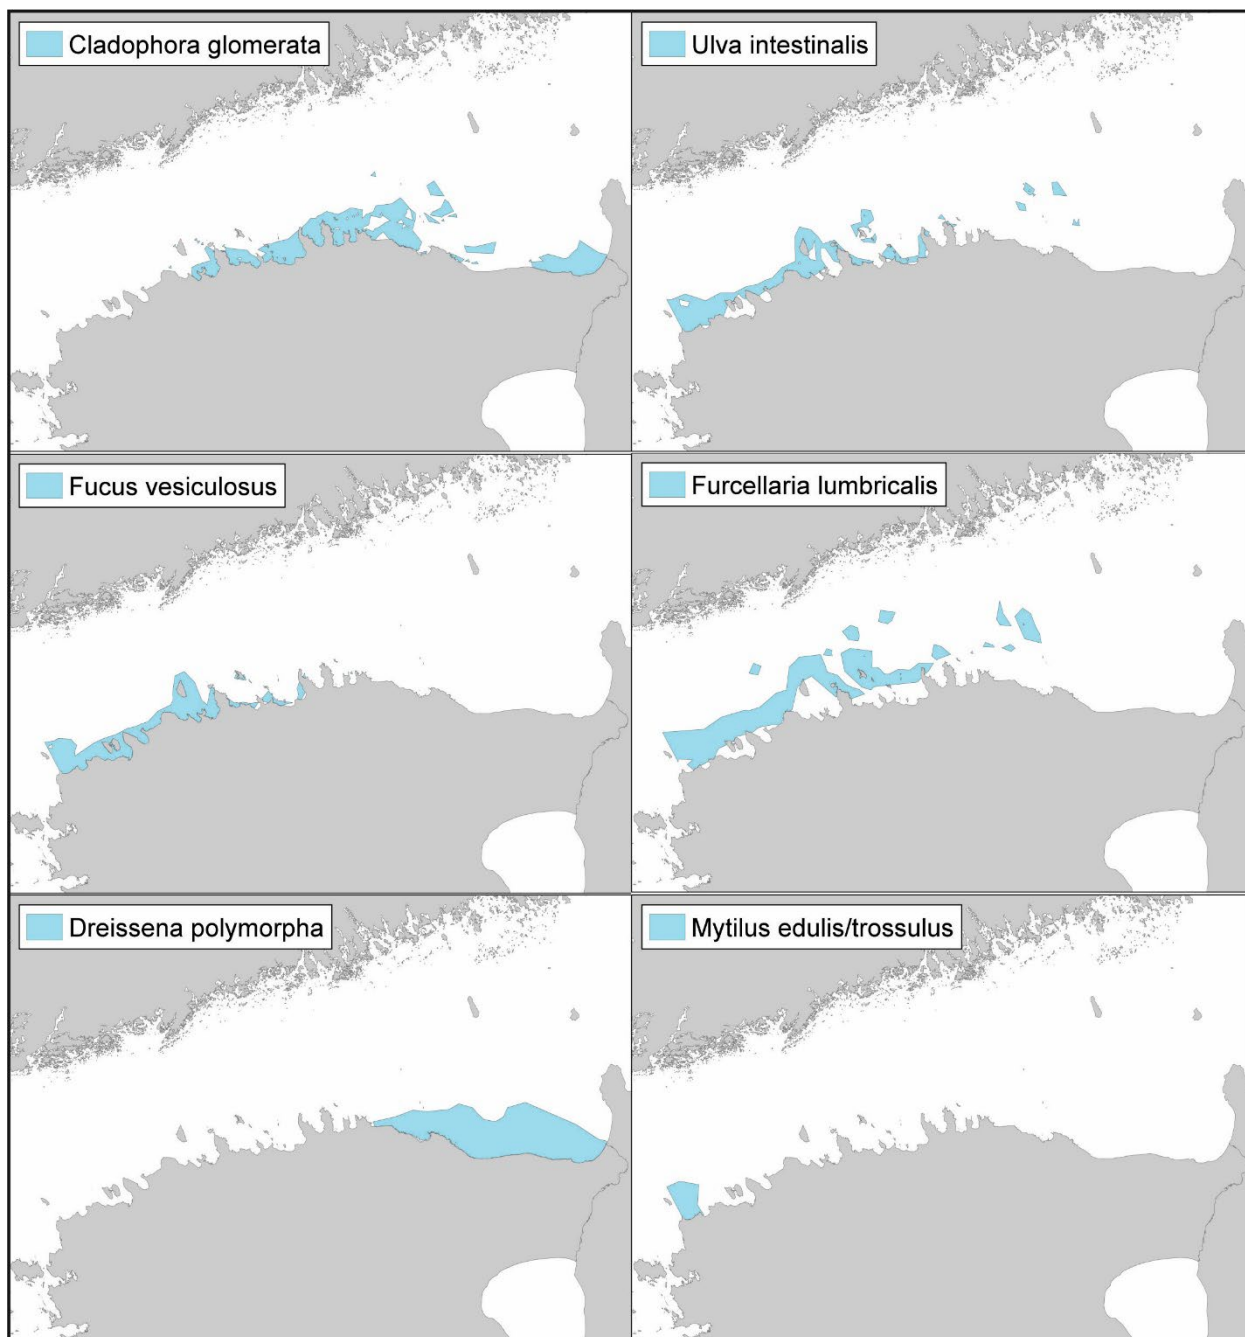 Cladophora glomerata
Ulva intestinalis
Fucus vesiculosus
Furcellaria lumbricalis
Dreissena polymorpha
Mytilus edulis/trossulus